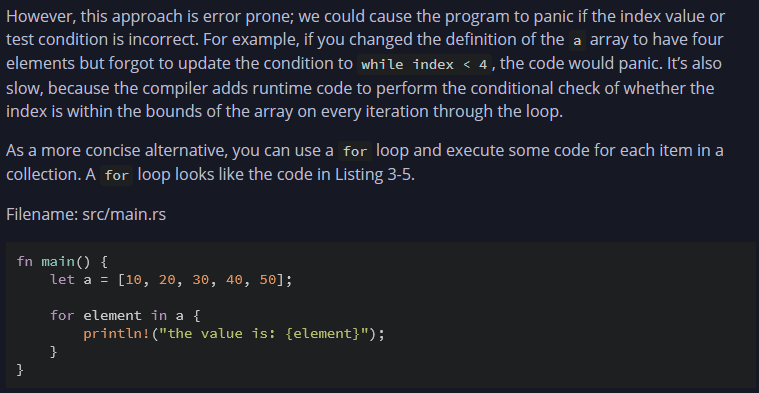 However, this approach is error prone; we could cause the program to panic if the index value or
test condition is incorrect. For example, if you changed the definition of the a array to have four
elements but forgot to update the condition to while index < 4, the code would panic. It’s also
slow, because the compiler adds runtime code to perform the conditional check of whether the
index is within the bounds of the array on every iteration through the loop.
As a more concise alternative, you can use a for loop and execute some code for each item in a
collection. A for loop looks like the code in Listing 3-5.
Filename: src/main.rs
fn main() {
    let a = [10, 20, 30, 40, 50];
    for element in a {
        println!("the value is: {element}");
    }
}